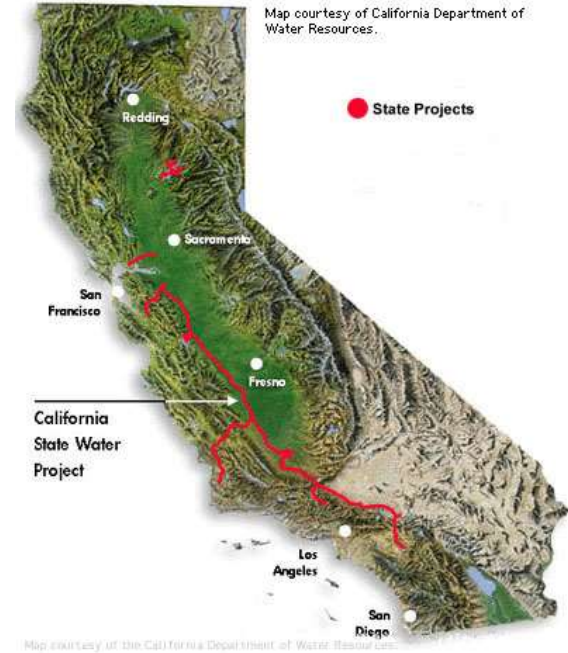 Map courtesy of California Department of
Water Resources.
State Projects
Redding
Sacramento
San
Francisco
Fresno
California
State Water
Project
Los
Angeles
San
Diego
Map courtesy of the California Department of Water Resources.